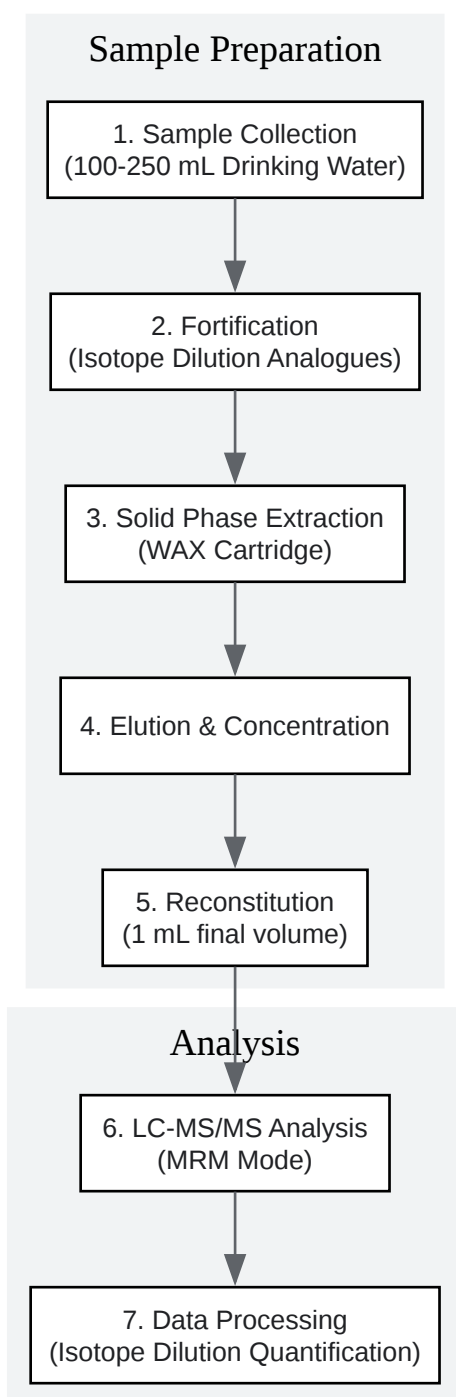 Sample Preparation
1. Sample Collection
(100-250 mL Drinking Water)
2. Fortification
(Isotope Dilution Analogues)
3. Solid Phase Extraction
(WAX Cartridge)
4. Elution & Concentration
5. Reconstitution
(1 mL final volume)
Analysis
6. LC-MS/MS Analysis
(MRM Mode)
7. Data Processing
(Isotope Dilution Quantification)